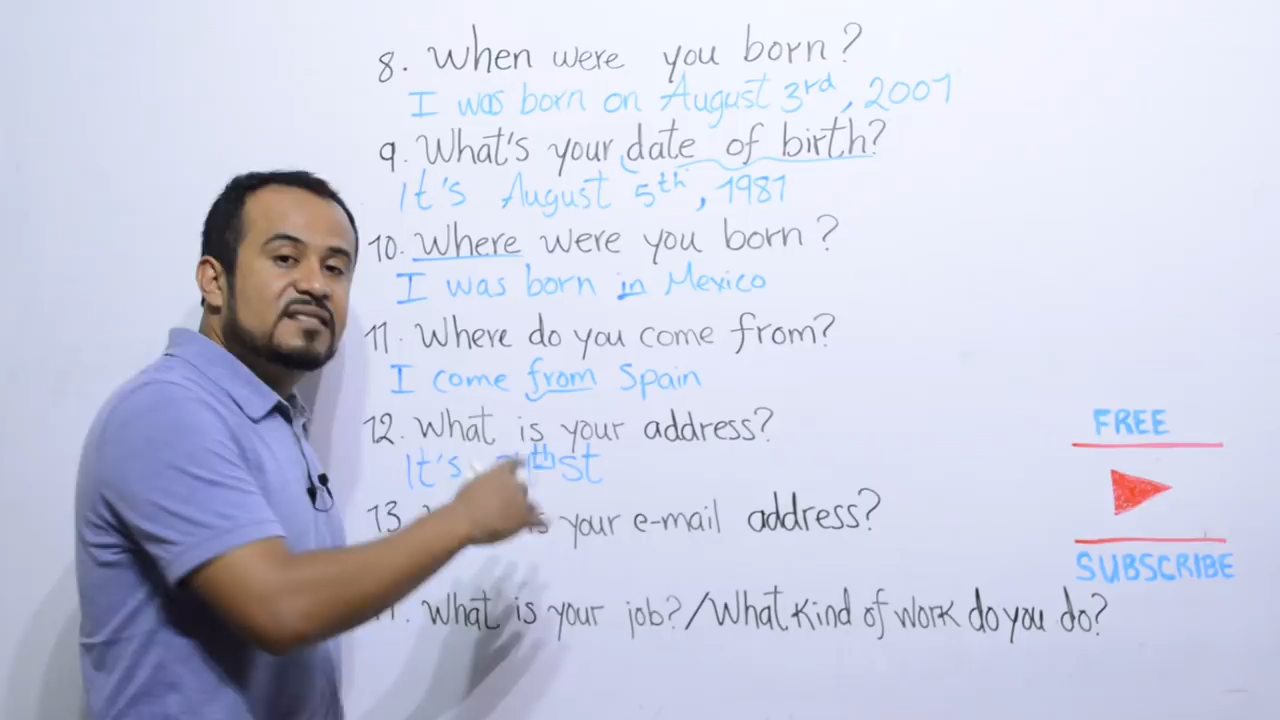 8. When were you born?
I was born on August 3rd, 2001
9. What's your date of birth?
It's August 5th, 1981
10. Where were you born?
I was born in Mexico
11. Where do you come from?
I come from Spain
12. What is your address?
It's st
13. is your e-mail address?
What is your job? / What kind of work do you do?
FREE
SUBSCRIBE